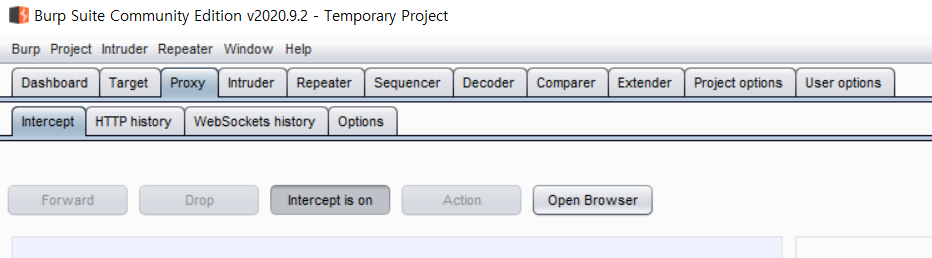 Burp Suite Community Edition v2020.9.2 - Temporary Project
Burp Project Intruder Repeater Window Help
Dashboard Target Proxy Intruder Repeater Sequencer Decoder Comparer Extender Project options User options
Intercept HTTP history WebSockets history Options
Forward Drop Intercept is on Action Open Browser